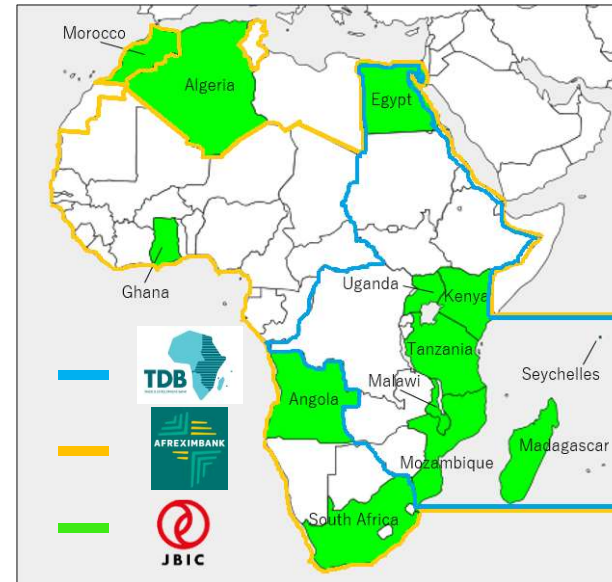 Morocco
Algeria
Egypt
Ghana
Uganda
Kenya
Tanzania
Malawi
Seychelles
Angola
Madagascar
Mozambique
South Africa
TDB
AFREXIMBANK
JBIC